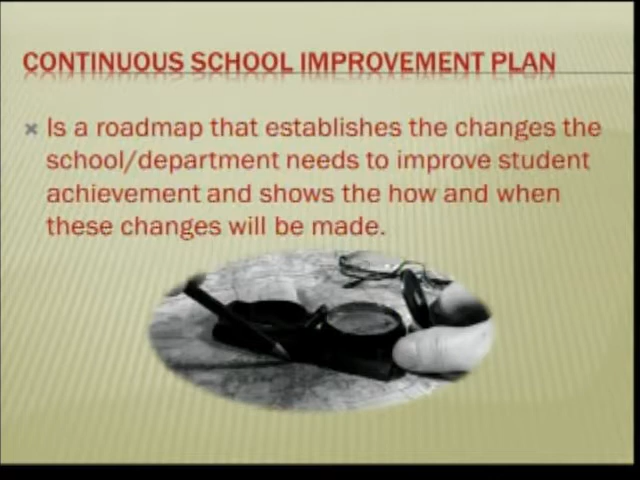 CONTINUOUS SCHOOL IMPROVEMENT PLAN
Is a roadmap that establishes the changes the
school/department needs to improve student
achievement and shows the how and when
these changes will be made.